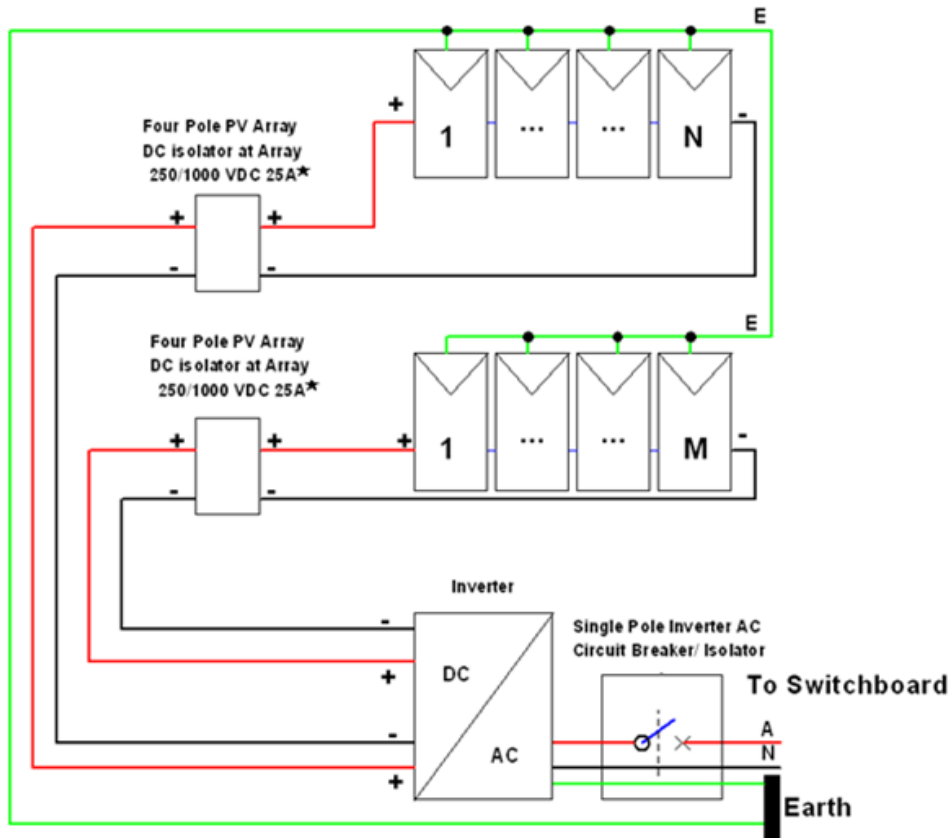 E
+ 1 ... ... N -
Four Pole PV Array
DC isolator at Array
250/1000 VDC 25A★
+ +
- -
E
Four Pole PV Array
DC isolator at Array
250/1000 VDC 25A★
+ + + 1 ... ... M -
- -
Inverter
Single Pole Inverter AC
Circuit Breaker/ Isolator
-
DC
+
To Switchboard
A
-
N
AC
+
Earth